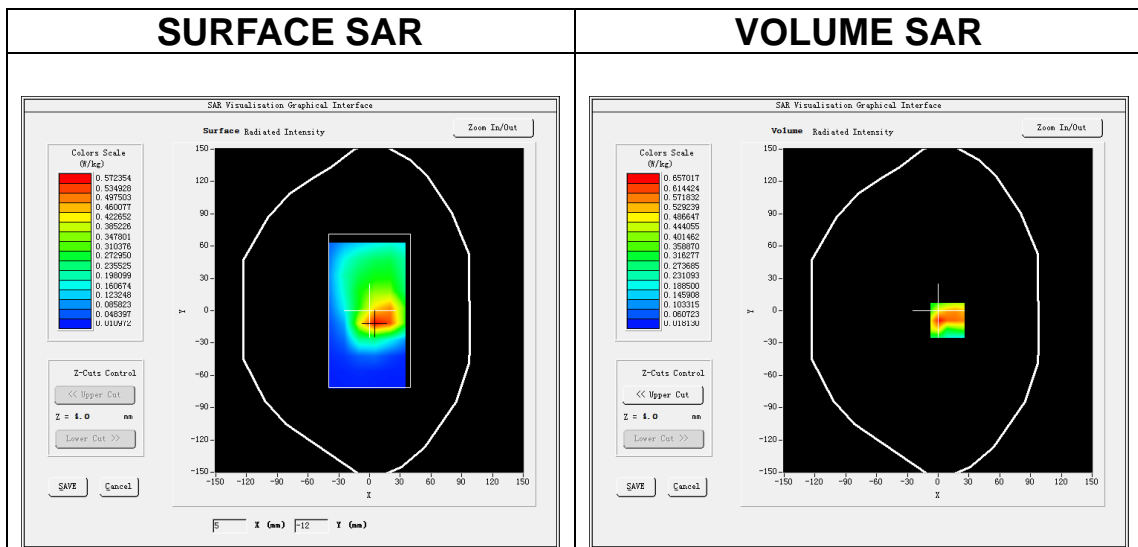 SURFACE SAR
VOLUME SAR
SAR Visualisation Graphical Interface
Surface Radiated Intensity
Zoom In/Out
Colors Scale
(W/kg)
0.572354
0.534928
0.497503
0.460077
0.422652
0.385226
0.347801
0.310376
0.272950
0.235525
0.198099
0.160674
0.123248
0.085823
0.048397
0.010972
150
120
90
60
30
0
-30
-60
-90
-120
-150
Y
-150 -120 -90 -60 -30 0 30 60 90 120 150
X
Z-Cuts Control
<< Upper Cut
Z = 4.0 mm
Lower Cut >>
SAVE Cancel
5 X (mm) -12 Y (mm)
SAR Visualisation Graphical Interface
Volume Radiated Intensity
Zoom In/Out
Colors Scale
(W/kg)
0.657017
0.614424
0.571832
0.529239
0.486647
0.444055
0.401462
0.358870
0.316277
0.273685
0.231093
0.188500
0.145908
0.103315
0.060723
0.018130
150
120
90
60
30
0
-30
-60
-90
-120
-150
Y
-150 -120 -90 -60 -30 0 30 60 90 120 150
X
Z-Cuts Control
<< Upper Cut
Z = 4.0 mm
Lower Cut >>
SAVE Cancel